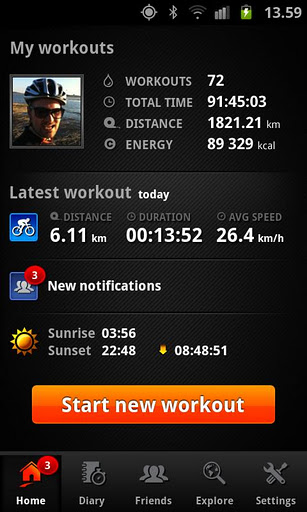 13.59
My workouts
WORKOUTS 72
TOTAL TIME 91:45:03
DISTANCE 1821.21 km
ENERGY 89 329 kcal
Latest workout today
DISTANCE DURATION AVG SPEED
6.11 km 00:13:52 26.4 km/h
3
New notifications
Sunrise 03:56
Sunset 22:48 08:48:51
Start new workout
3
Home Diary Friends Explore Settings